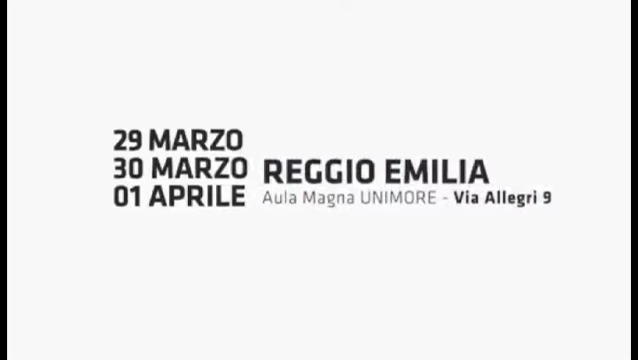 29 MARZO
30 MARZO
01 APRILE
REGGIO EMILIA
Aula Magna UNIMORE - Via Allegri 9